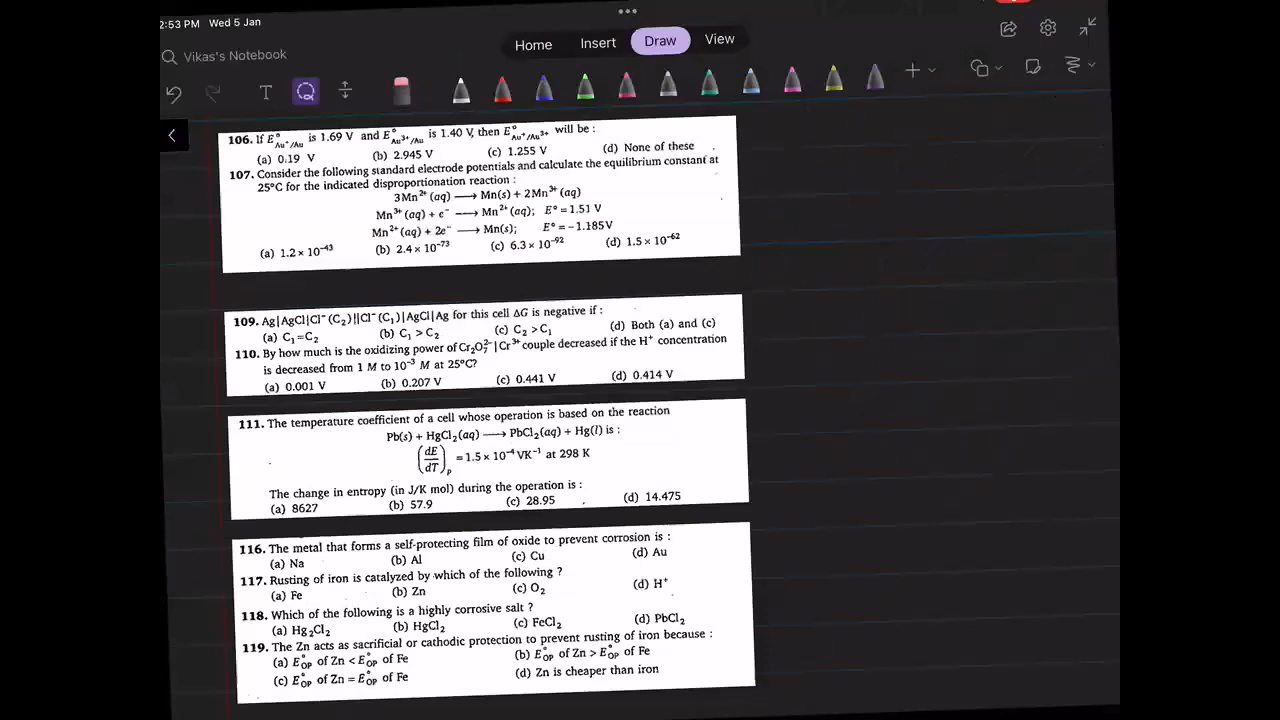 2:53 PM Wed 5 Jan
Vikas's Notebook
Home Insert Draw View
106. If E°Au⁺/Au is 1.69 V and E°Au³⁺/Au is 1.40 V, then E°Au⁺/Au³⁺ will be :
(a) 0.19 V (b) 2.945 V (c) 1.255 V (d) None of these
107. Consider the following standard electrode potentials and calculate the equilibrium constant at
25°C for the indicated disproportionation reaction :
3Mn²⁺(aq) ⟶ Mn(s) + 2Mn³⁺(aq)
Mn³⁺(aq) + e⁻ ⟶ Mn²⁺(aq); E° = 1.51 V
Mn²⁺(aq) + 2e⁻ ⟶ Mn(s); E° = –1.185V
(a) 1.2 × 10⁻⁴³ (b) 2.4 × 10⁻⁷³ (c) 6.3 × 10⁻⁹² (d) 1.5 × 10⁻⁶²
109. Ag|AgCl|Cl⁻(C₂)||Cl⁻(C₁)|AgCl|Ag for this cell ΔG is negative if :
(a) C₁ = C₂ (b) C₁ > C₂ (c) C₂ > C₁ (d) Both (a) and (c)
110. By how much is the oxidizing power of Cr₂O₇²⁻|Cr³⁺ couple decreased if the H⁺ concentration
is decreased from 1 M to 10⁻³ M at 25°C?
(a) 0.001 V (b) 0.207 V (c) 0.441 V (d) 0.414 V
111. The temperature coefficient of a cell whose operation is based on the reaction
Pb(s) + HgCl₂(aq) ⟶ PbCl₂(aq) + Hg(l) is :
(dE/dT)p = 1.5 × 10⁻⁴ VK⁻¹ at 298 K
The change in entropy (in J/K mol) during the operation is :
(a) 8627 (b) 57.9 (c) 28.95 (d) 14.475
116. The metal that forms a self-protecting film of oxide to prevent corrosion is :
(a) Na (b) Al (c) Cu (d) Au
117. Rusting of iron is catalyzed by which of the following ?
(a) Fe (b) Zn (c) O₂ (d) H⁺
118. Which of the following is a highly corrosive salt ?
(a) Hg₂Cl₂ (b) HgCl₂ (c) FeCl₂ (d) PbCl₂
119. The Zn acts as sacrificial or cathodic protection to prevent rusting of iron because :
(a) E°OP of Zn < E°OP of Fe (b) E°OP of Zn > E°OP of Fe
(c) E°OP of Zn = E°OP of Fe (d) Zn is cheaper than iron